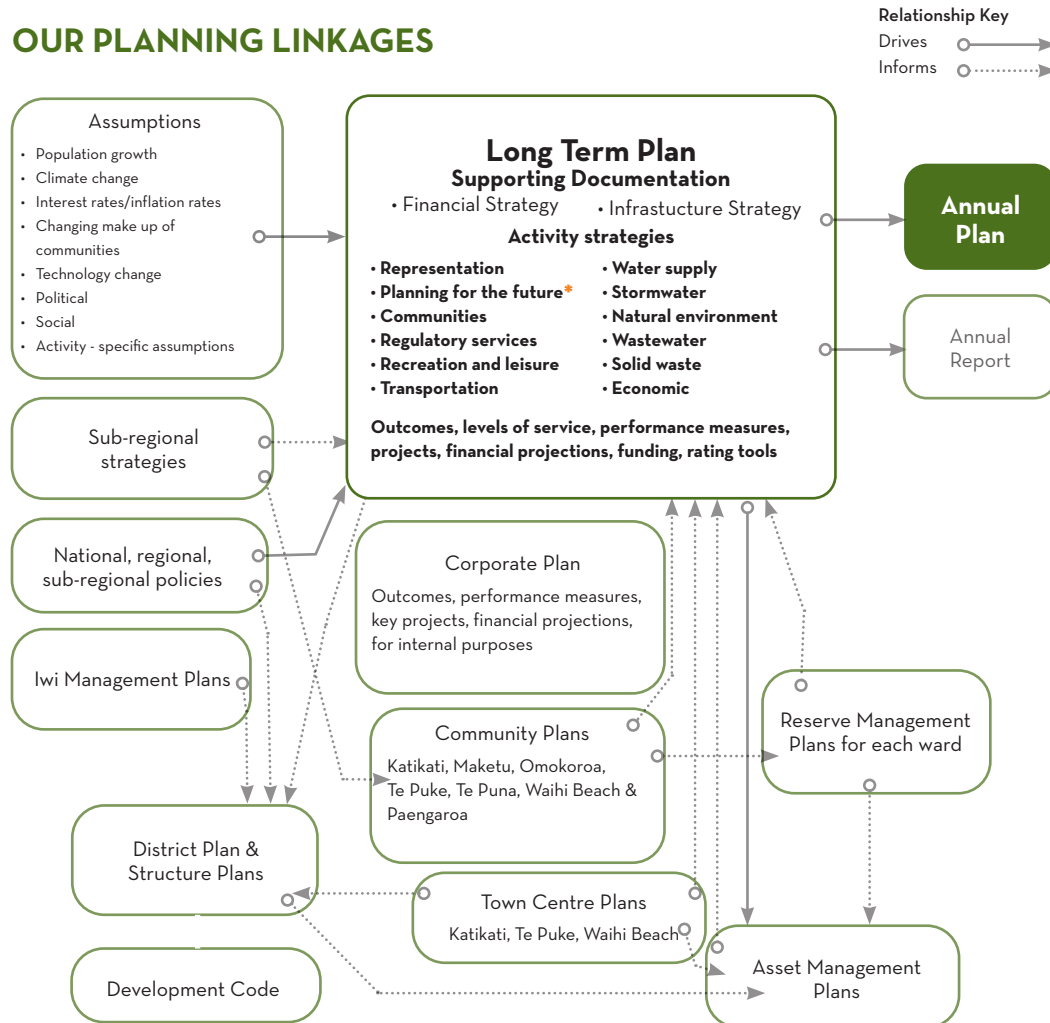 OUR PLANNING LINKAGES
Relationship Key
Drives
Informs
Assumptions
• Population growth
• Climate change
• Interest rates/inflation rates
• Changing make up of
communities
• Technology change
• Political
• Social
• Activity - specific assumptions
Long Term Plan
Supporting Documentation
• Financial Strategy
• Infrastucture Strategy
Activity strategies
• Representation
• Planning for the future*
• Communities
• Regulatory services
• Recreation and leisure
• Transportation
• Water supply
• Stormwater
• Natural environment
• Wastewater
• Solid waste
• Economic
Outcomes, levels of service, performance measures,
projects, financial projections, funding, rating tools
Annual
Plan
Annual
Report
Sub-regional
strategies
National, regional,
sub-regional policies
Iwi Management Plans
Corporate Plan
Outcomes, performance measures,
key projects, financial projections,
for internal purposes
Community Plans
Katikati, Maketu, Omokoroa,
Te Puke, Te Puna, Waihi Beach &
Paengaroa
Reserve Management
Plans for each ward
District Plan &
Structure Plans
Town Centre Plans
Katikati, Te Puke, Waihi Beach
Development Code
Asset Management
Plans